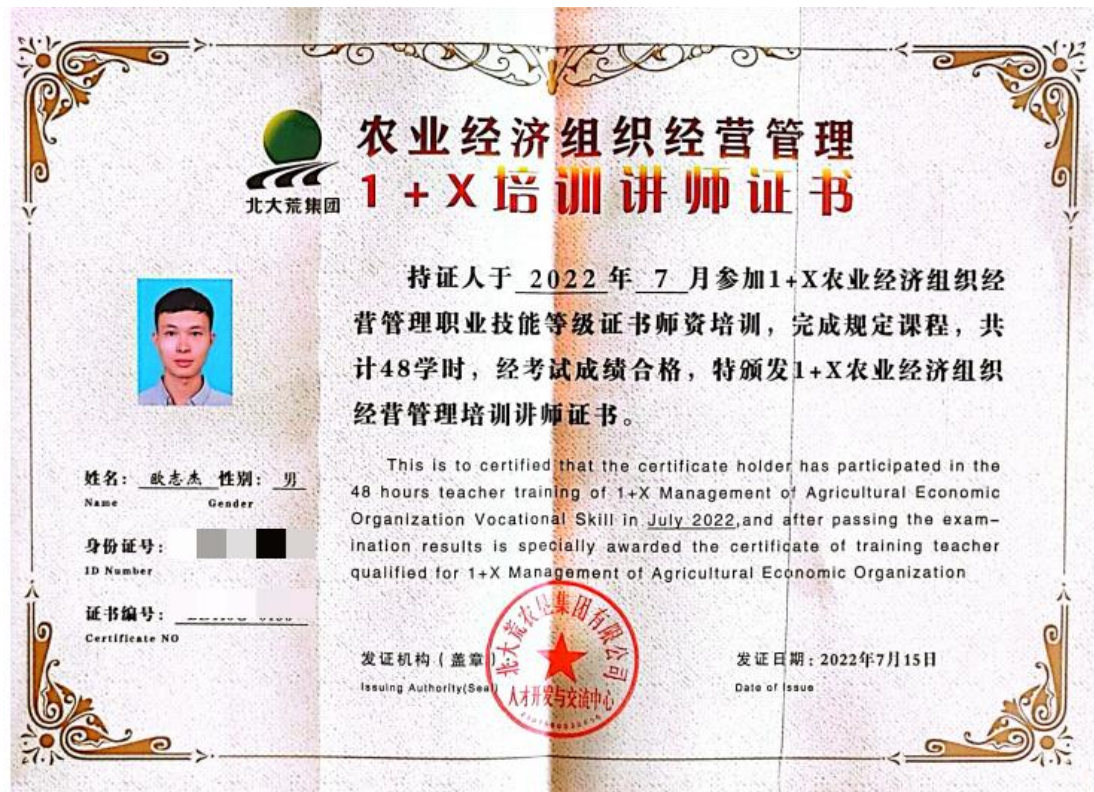 农业经济组织经营管理
1+X培训讲师证书
北大荒集团
持证人于 2022 年 7 月参加1+X农业经济组织经
营管理职业技能等级证书师资培训，完成规定课程，共
计48学时，经考试成绩合格，特颁发1+X农业经济组织
经营管理培训讲师证书。
This is to certified that the certificate holder has participated in the
48 hours teacher training of 1+X Management of Agricultural Economic
Organization Vocational Skill in July 2022,and after passing the exam-
ination results is specially awarded the certificate of training teacher
qualified for 1+X Management of Agricultural Economic Organization
姓名：欧志杰 性别：男
Name Gender
身份证号：
ID Number
证书编号：
Certificate NO
发证机构（盖章）
Issuing Authority(Seal)
北大荒农垦集团有限公司
人才开发与交流中心
发证日期：2022年7月15日
Date of Issue